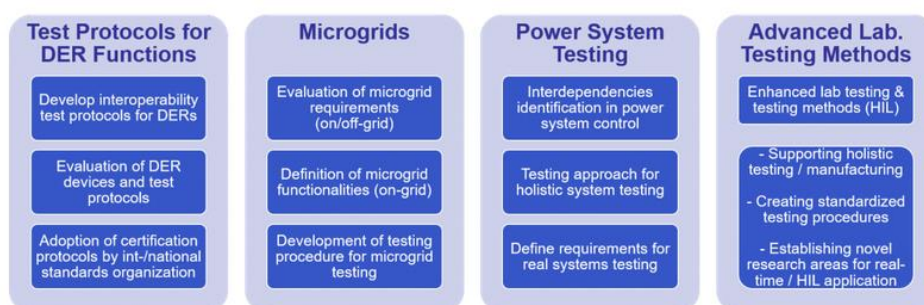 Test Protocols for
DER Functions
Develop interoperability
test protocols for DERs
Evaluation of DER
devices and test
protocols
Adoption of certification
protocols by int-/national
standards organization
Microgrids
Evaluation of microgrid
requirements
(on/off-grid)
Definition of microgrid
functionalities (on-grid)
Development of testing
procedure for microgrid
testing
Power System
Testing
Interdependencies
identification in power
system control
Testing approach for
holistic system testing
Define requirements for
real systems testing
Advanced Lab.
Testing Methods
Enhanced lab testing &
testing methods (HIL)
- Supporting holistic
testing / manufacturing
- Creating standardized
testing procedures
- Establishing novel
research areas for real-
time / HIL application